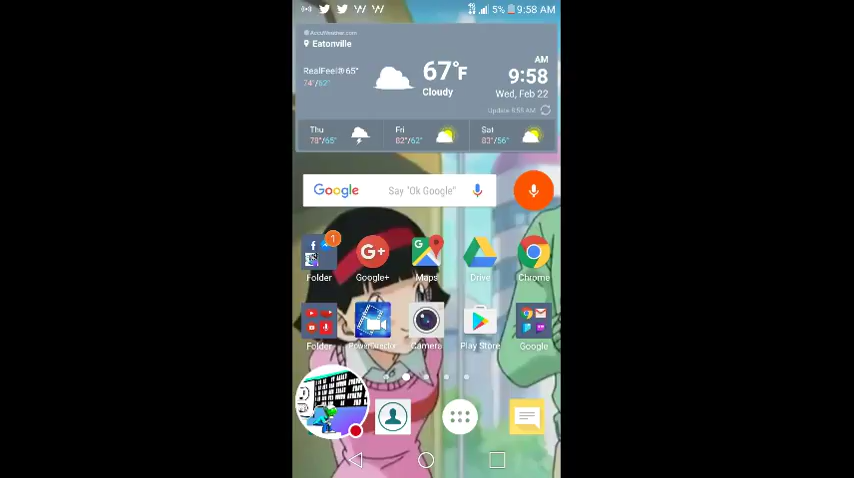 5% 9:58 AM
AccuWeather.com
Eatonville
RealFeel® 65°
74°/62°
67°F
Cloudy
AM
9:58
Wed, Feb 22
Update 8:58 AM
Thu
78°/65°
Fri
82°/62°
Sat
83°/56°
Google Say "Ok Google"
1
Folder Google+ Maps Drive Chrome
Folder PowerDirector Camera Play Store Google